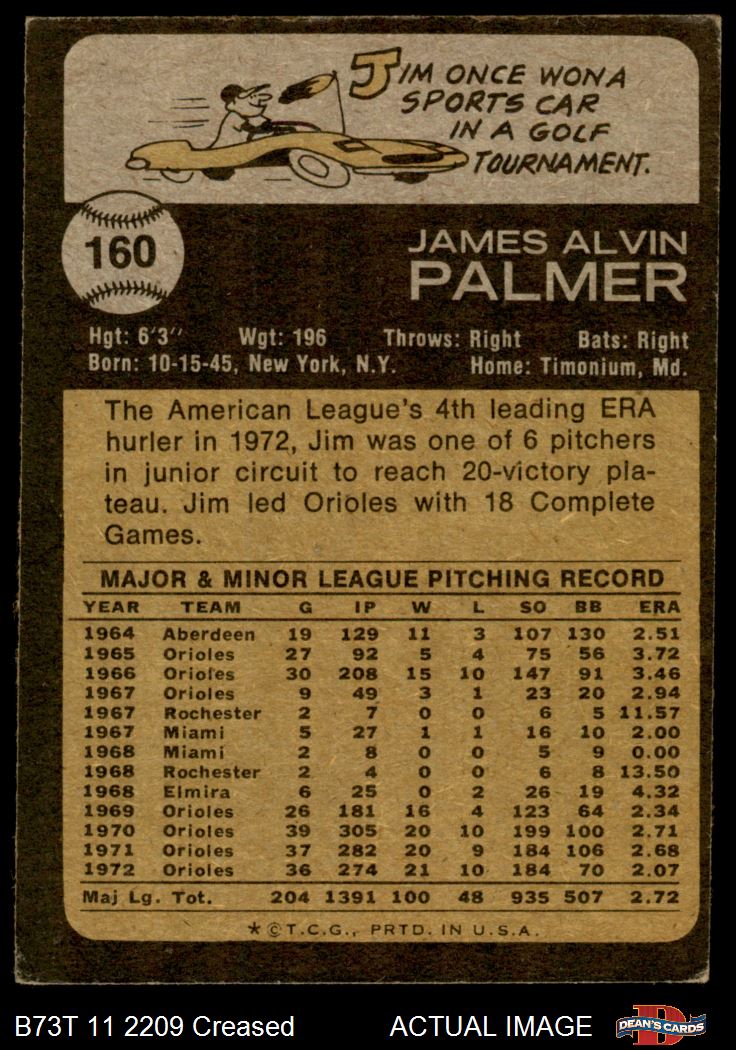 JIM ONCE WON A
SPORTS CAR
IN A GOLF
TOURNAMENT.
160
JAMES ALVIN
PALMER
Hgt: 6'3" Wgt: 196 Throws: Right Bats: Right
Born: 10-15-45, New York, N.Y. Home: Timonium, Md.
The American League's 4th leading ERA
hurler in 1972, Jim was one of 6 pitchers
in junior circuit to reach 20-victory pla-
teau. Jim led Orioles with 18 Complete
Games.
MAJOR & MINOR LEAGUE PITCHING RECORD
YEAR TEAM G IP W L SO BB ERA
1964 Aberdeen 19 129 11 3 107 130 2.51
1965 Orioles 27 92 5 4 75 56 3.72
1966 Orioles 30 208 15 10 147 91 3.46
1967 Orioles 9 49 3 1 23 20 2.94
1967 Rochester 2 7 0 0 6 5 11.57
1967 Miami 5 27 1 1 16 10 2.00
1968 Miami 2 8 0 0 5 9 0.00
1968 Rochester 2 4 0 0 6 8 13.50
1968 Elmira 6 25 0 2 26 19 4.32
1969 Orioles 26 181 16 4 123 64 2.34
1970 Orioles 39 305 20 10 199 100 2.71
1971 Orioles 37 282 20 9 184 106 2.68
1972 Orioles 36 274 21 10 184 70 2.07
Maj Lg. Tot. 204 1391 100 48 935 507 2.72
*©T.C.G., PRTD. IN U.S.A.
B73T 11 2209 Creased ACTUAL IMAGE DEAN'S CARDS